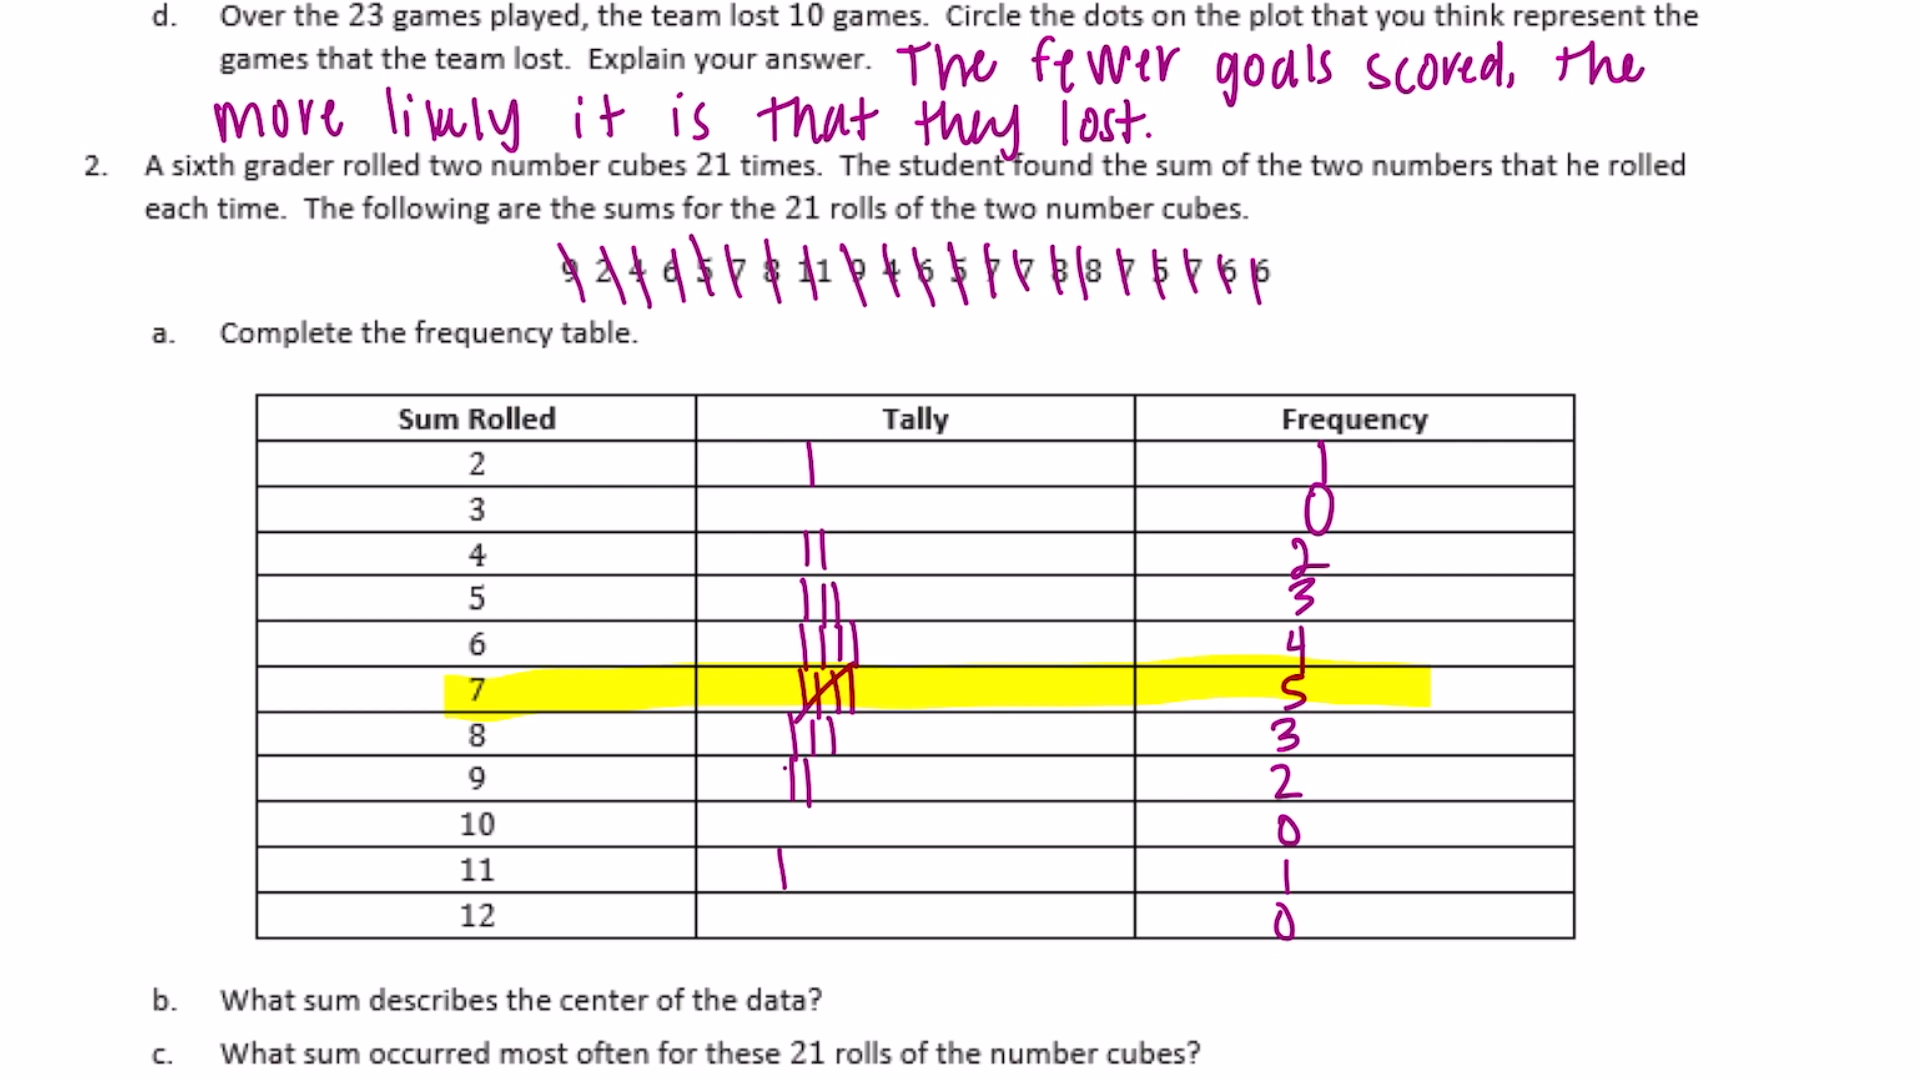 d. Over the 23 games played, the team lost 10 games. Circle the dots on the plot that you think represent the
games that the team lost. Explain your answer. The fewer goals scored, the
more likely it is that they lost.
2. A sixth grader rolled two number cubes 21 times. The student found the sum of the two numbers that he rolled
each time. The following are the sums for the 21 rolls of the two number cubes.
9 2 4 6 5 7 8 11 9 4 6 5 7 7 8 8 7 5 7 6 6
a. Complete the frequency table.
Sum Rolled Tally Frequency
2 | 1
3 0
4 || 2
5 ||| 3
6 |||| 4
7 |||| 5
8 ||| 3
9 || 2
10 0
11 | 1
12 0
b. What sum describes the center of the data?
c. What sum occurred most often for these 21 rolls of the number cubes?